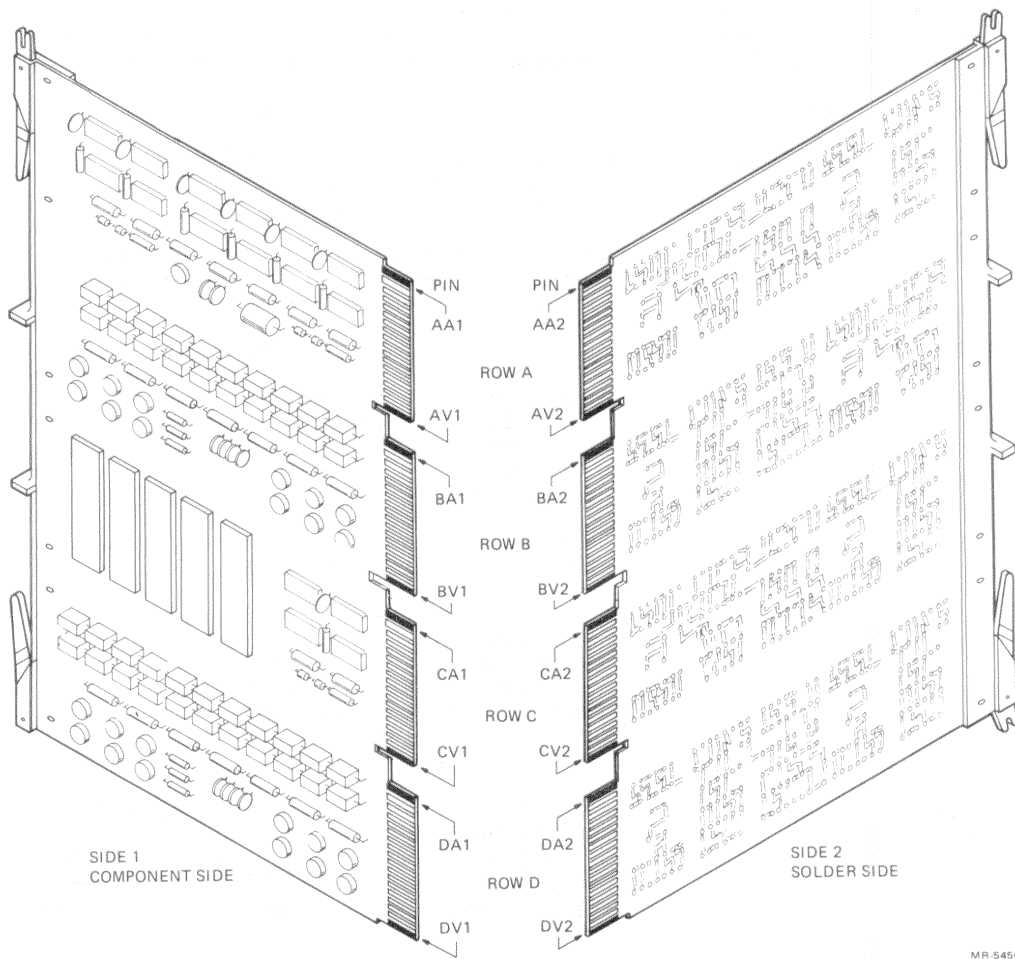 PIN
AA1
PIN
AA2
ROW A
AV1
AV2
BA1
BA2
ROW B
BV1
BV2
CA1
CA2
ROW C
CV1
CV2
DA1
DA2
SIDE 1
COMPONENT SIDE
ROW D
SIDE 2
SOLDER SIDE
DV1
DV2